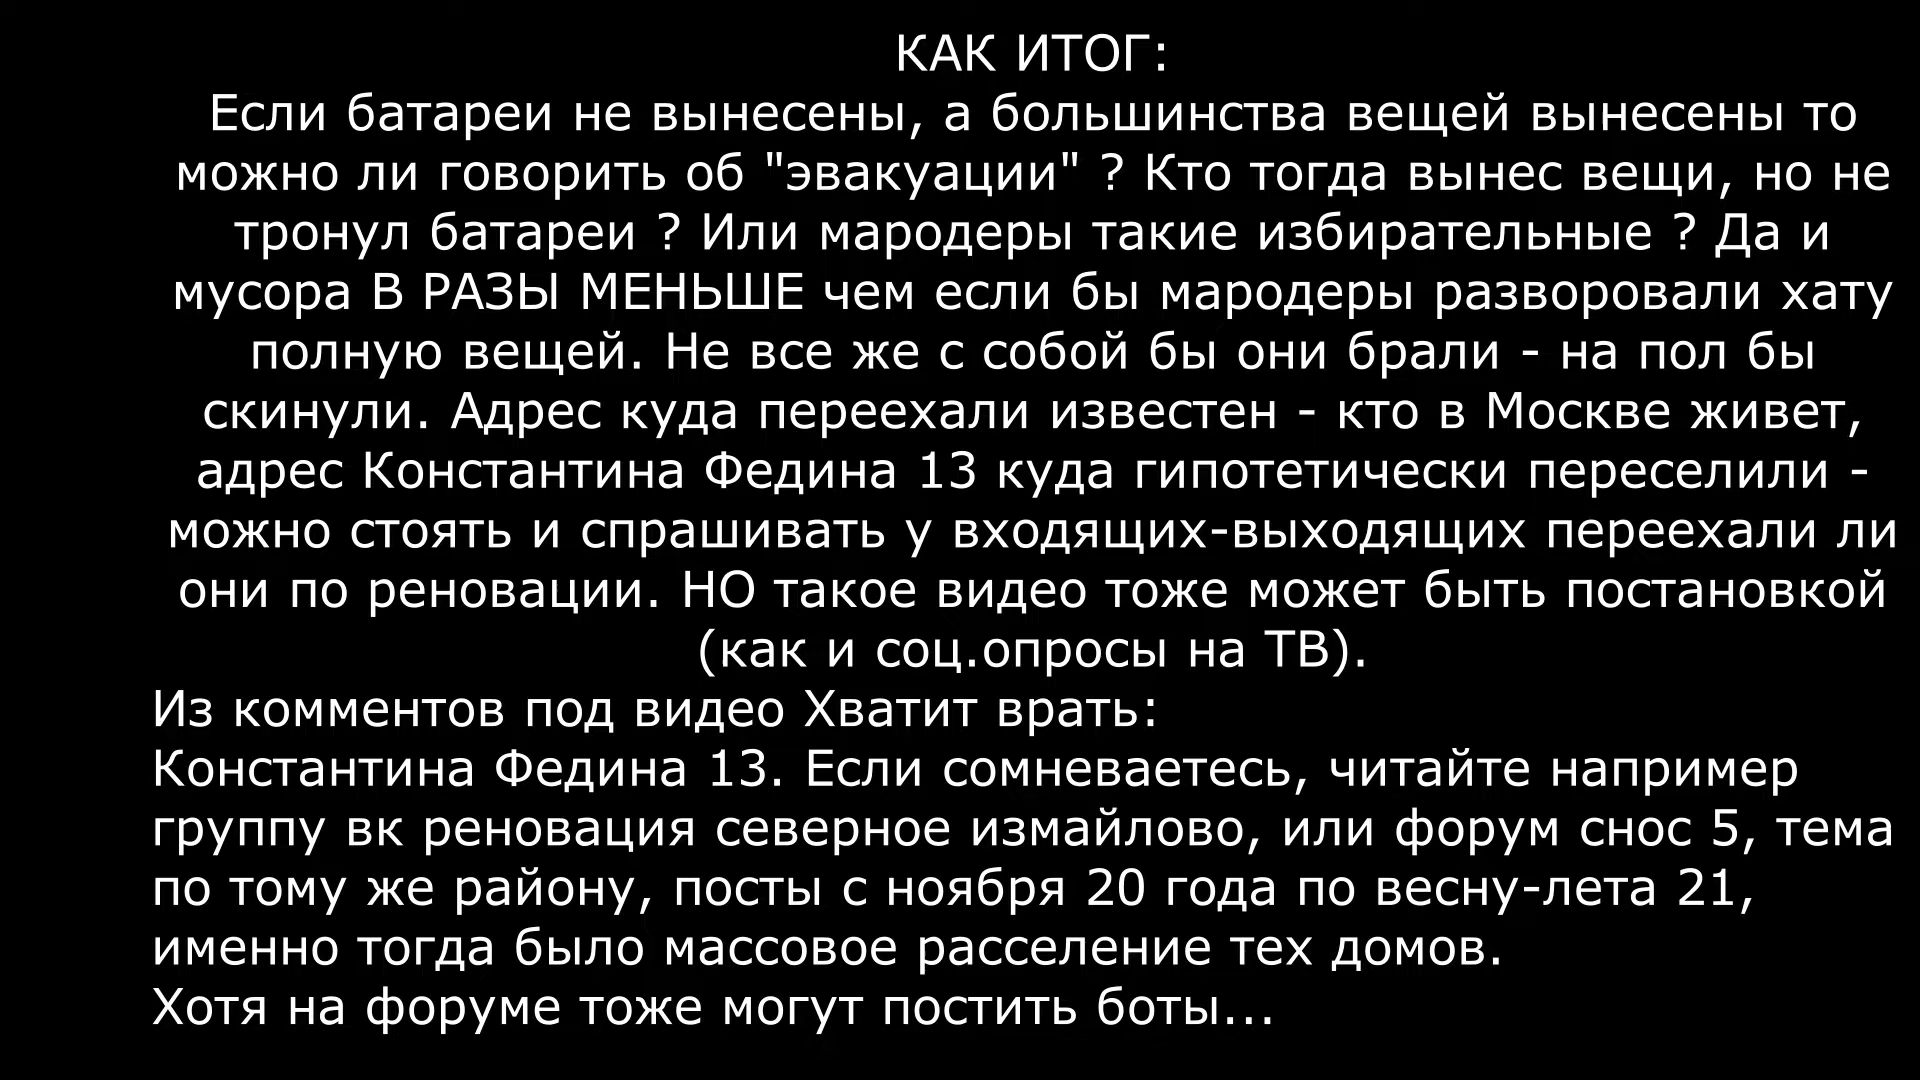 КАК ИТОГ:
Если батареи не вынесены, а большинства вещей вынесены то
можно ли говорить об "эвакуации" ? Кто тогда вынес вещи, но не
тронул батареи ? Или мародеры такие избирательные ? Да и
мусора В РАЗЫ МЕНЬШЕ чем если бы мародеры разворовали хату
полную вещей. Не все же с собой бы они брали - на пол бы
скинули. Адрес куда переехали известен - кто в Москве живет,
адрес Константина Федина 13 куда гипотетически переселили -
можно стоять и спрашивать у входящих-выходящих переехали ли
они по реновации. НО такое видео тоже может быть постановкой
(как и соц.опросы на ТВ).
Из комментов под видео Хватит врать:
Константина Федина 13. Если сомневаетесь, читайте например
группу вк реновация северное измайлово, или форум снос 5, тема
по тому же району, посты с ноября 20 года по весну-лета 21,
именно тогда было массовое расселение тех домов.
Хотя на форуме тоже могут постить боты...